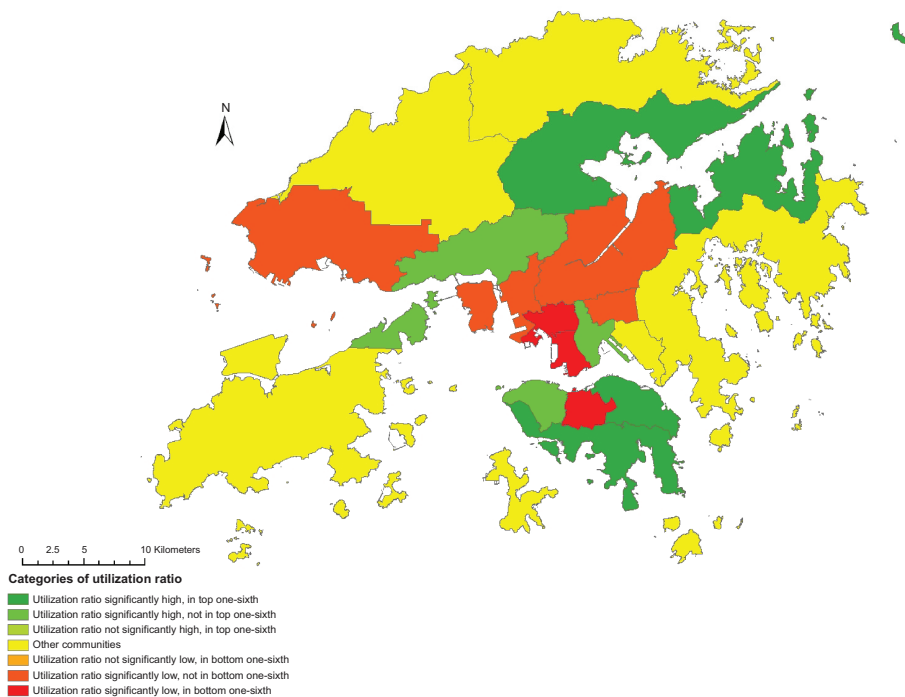 N
0 2.5 5 10 Kilometers
Categories of utilization ratio
Utilization ratio significantly high, in top one-sixth
Utilization ratio significantly high, not in top one-sixth
Utilization ratio not significantly high, in top one-sixth
Other communities
Utilization ratio not significantly low, in bottom one-sixth
Utilization ratio significantly low, not in bottom one-sixth
Utilization ratio significantly low, in bottom one-sixth